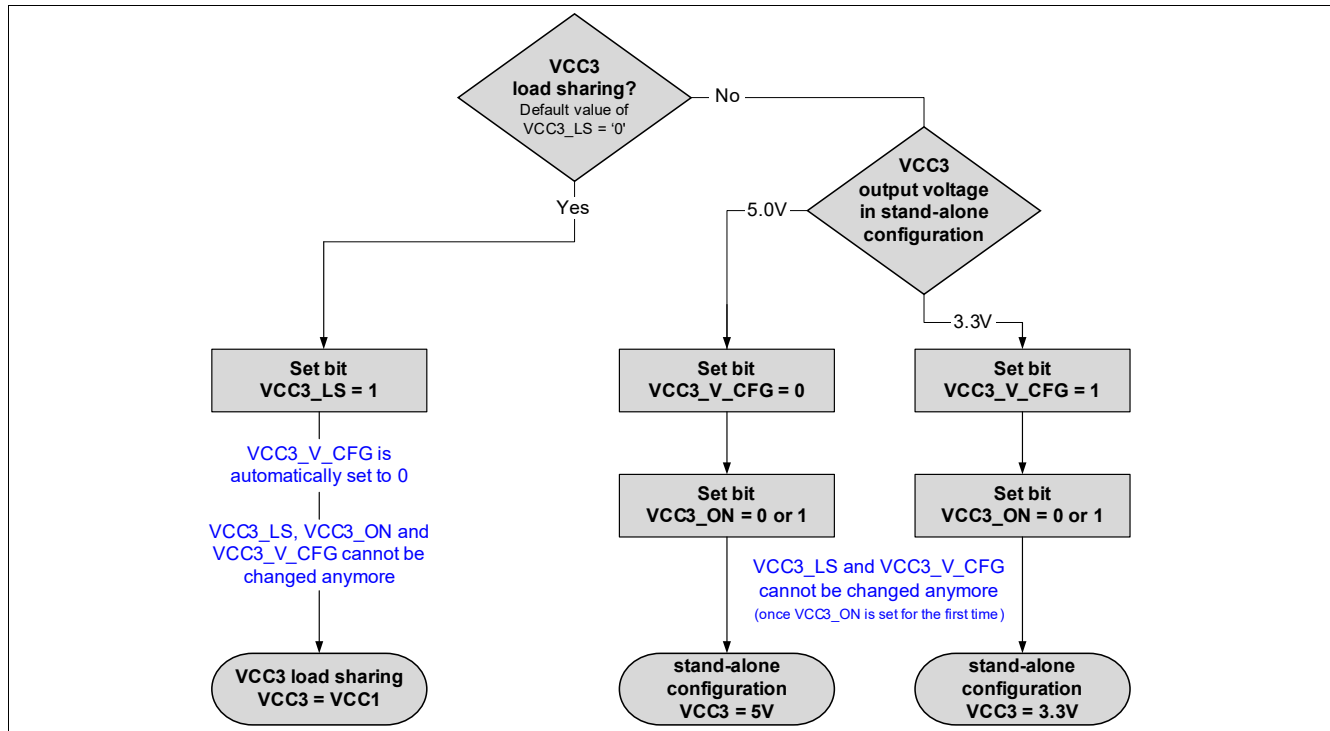 VCC3
load sharing?
Default value of
VCC3_LS = ‘0'
No
Yes
VCC3
output voltage
in stand-alone
configuration
5.0V
3.3V
Set bit
VCC3_LS = 1
Set bit
VCC3_V_CFG = 0
Set bit
VCC3_V_CFG = 1
VCC3_V_CFG is
automatically set to 0
Set bit
VCC3_ON = 0 or 1
Set bit
VCC3_ON = 0 or 1
VCC3_LS, VCC3_ON and
VCC3_V_CFG cannot be
changed anymore
VCC3_LS and VCC3_V_CFG
cannot be changed anymore
(once VCC3_ON is set for the first time)
VCC3 load sharing
VCC3 = VCC1
stand-alone
configuration
VCC3 = 5V
stand-alone
configuration
VCC3 = 3.3V